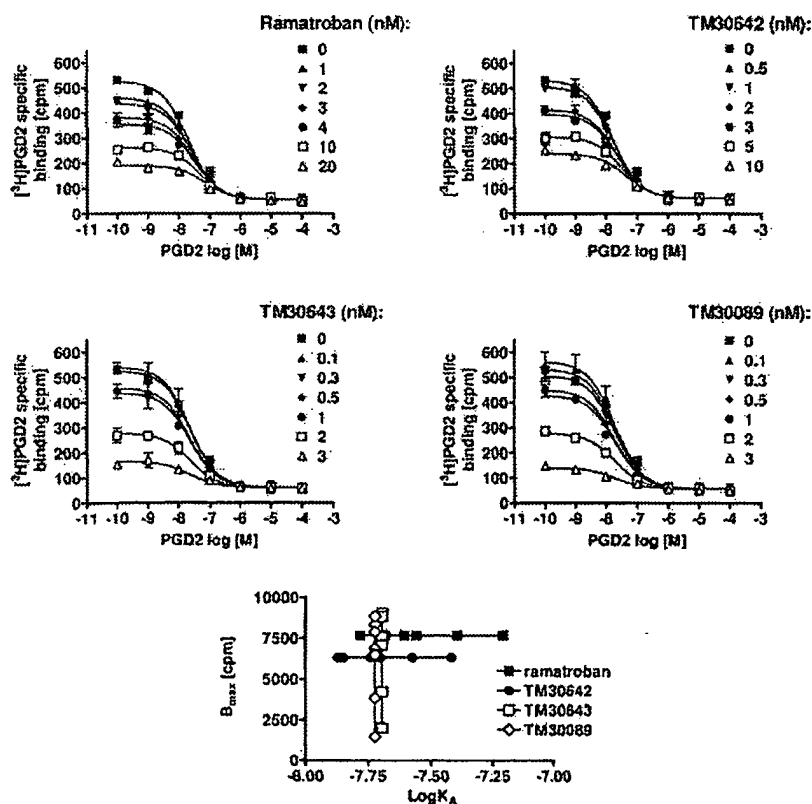 Ramatroban (nM):
0
1
2
3
4
10
20
[³H]PGD2 specific
binding [cpm]
600
500
400
300
200
100
0
-11 -10 -9 -8 -7 -6 -5 -4 -3
PGD2 log [M]
TM30642 (nM):
0
0.5
1
2
3
5
10
[³H]PGD2 specific
binding [cpm]
600
500
400
300
200
100
0
-11 -10 -9 -8 -7 -6 -5 -4 -3
PGD2 log [M]
TM30643 (nM):
0
0.1
0.3
0.5
1
2
3
[³H]PGD2 specific
binding [cpm]
600
500
400
300
200
100
0
-11 -10 -9 -8 -7 -6 -5 -4 -3
PGD2 log [M]
TM30089 (nM):
0
0.1
0.3
0.5
1
2
3
[³H]PGD2 specific
binding [cpm]
600
500
400
300
200
100
0
-11 -10 -9 -8 -7 -6 -5 -4 -3
PGD2 log [M]
Bmax [cpm]
10000
7500
5000
2500
0
-8.00 -7.75 -7.50 -7.25 -7.00
LogKA
ramatroban
TM30642
TM30643
TM30089